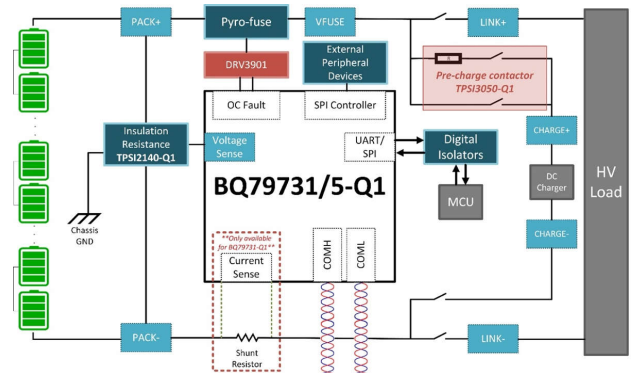 PACK+
Pyro-fuse
VFUSE
LINK+
DRV3901
External
Peripheral
Devices
Pre-charge contactor
TPSI3050-Q1
OC Fault
SPI Controller
Insulation
Resistance
TPSI2140-Q1
Voltage
Sense
UART/
SPI
Digital
Isolators
CHARGE+
BQ79731/5-Q1
MCU
DC
Charger
HV
Load
Chassis
GND
**Only available
for BQ79731-Q1**
Current
Sense
COMH
COML
CHARGE-
PACK-
Shunt
Resistor
LINK-